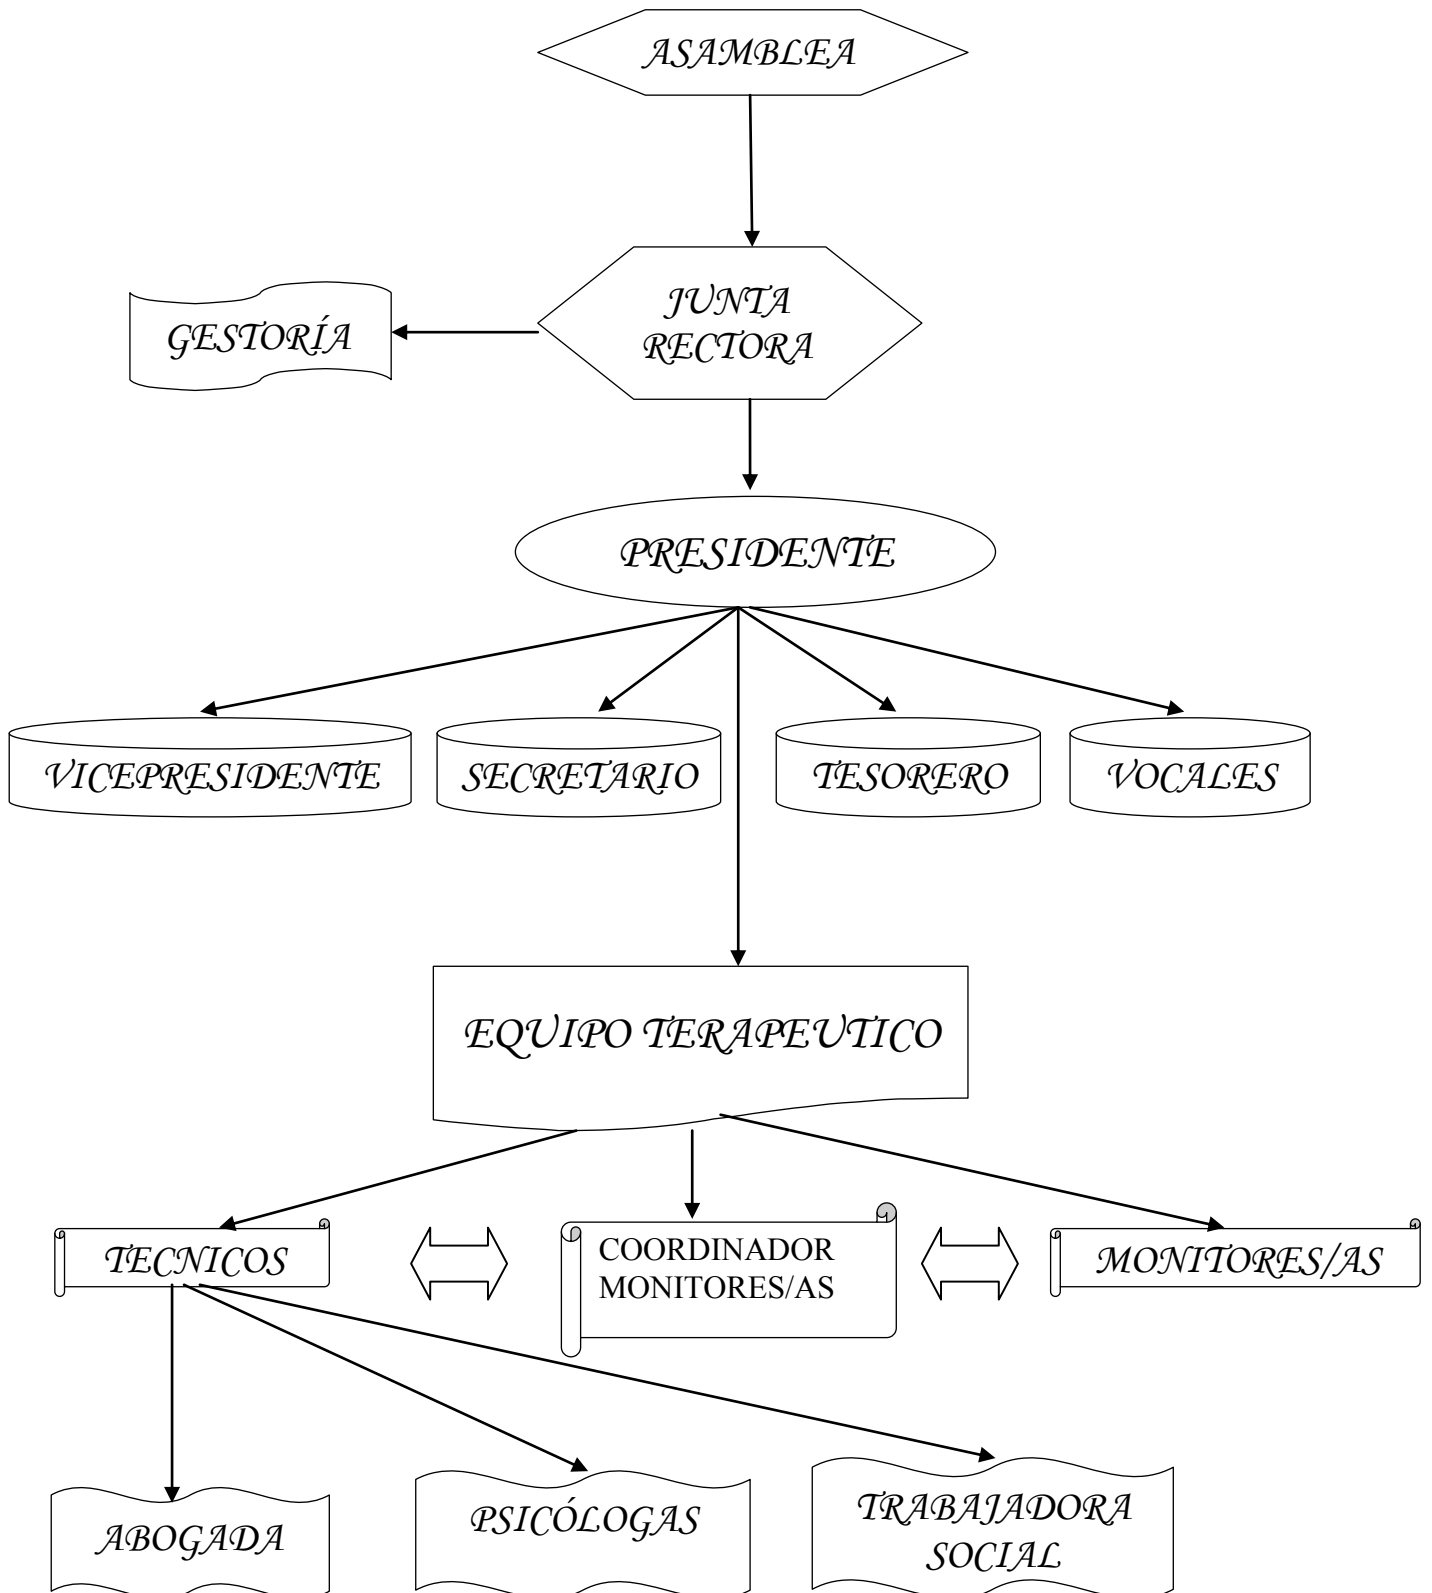 ASAMBLEA
JUNTA
RECTORA
GESTORÍA
PRESIDENTE
VICEPRESIDENTE
SECRETARIO
TESORERO
VOCALES
EQUIPO TERAPEUTICO
TECNICOS
COORDINADOR
MONITORES/AS
MONITORES/AS
ABOGADA
PSICÓLOGAS
TRABAJADORA
SOCIAL